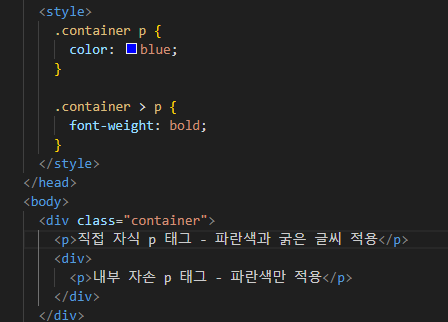 <style>
.container p {
color: blue;
}
.container > p {
font-weight: bold;
}
</style>
</head>
<body>
<div class="container">
<p>직접 자식 p 태그 - 파란색과 굵은 글씨 적용</p>
<div>
<p>내부 자손 p 태그 - 파란색만 적용</p>
</div>
</div>